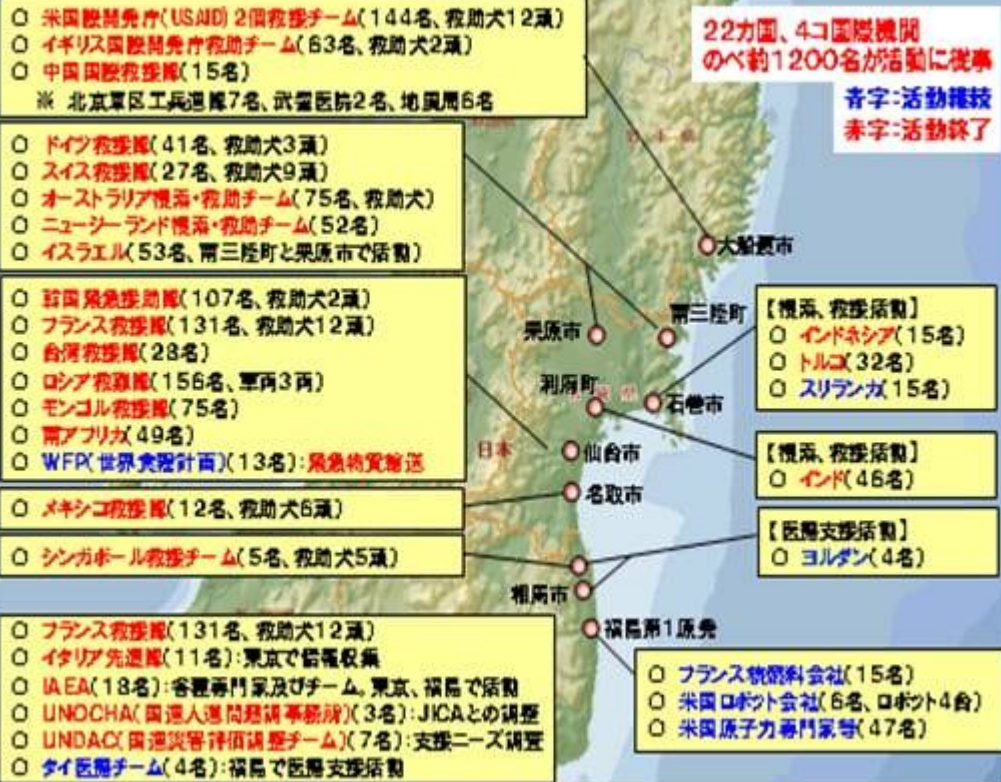 ○ 米国際開発庁(USAID) 2個救援チーム(144名、救助犬12頭)
○ イギリス国際開発庁救助チーム(63名、救助犬2頭)
○ 中国国際救援隊(15名)
※ 北京軍区工兵連隊7名、武警医院2名、地震局6名
22カ国、4コ国際機関
のべ約1200名が活動に従事
青字:活動継続
赤字:活動終了
○ ドイツ救援隊(41名、救助犬3頭)
○ スイス救援隊(27名、救助犬9頭)
○ オーストラリア捜索・救助チーム(75名、救助犬)
○ ニュージーランド捜索・救助チーム(52名)
○ イスラエル(53名、南三陸町と栗原市で活動)
大船渡市
○ 韓国緊急援助隊(107名、救助犬2頭)
○ フランス救援隊(131名、救助犬12頭)
○ 台湾救援隊(28名)
○ ロシア救難隊(156名、車両3両)
○ モンゴル救援隊(75名)
○ 南アフリカ(49名)
○ WFP(世界食糧計画)(13名):緊急物資輸送
栗原市
南三陸町
利府町
石巻市
日本
仙台市
名取市
【捜索、救援活動】
○ インドネシア(15名)
○ トルコ(32名)
○ スリランカ(15名)
【捜索、救援活動】
○ インド(46名)
○ メキシコ救援隊(12名、救助犬6頭)
○ シンガポール救援チーム(5名、救助犬5頭)
【医療支援活動】
○ ヨルダン(4名)
相馬市
福島第1原発
○ フランス救援隊(131名、救助犬12頭)
○ イタリア先遣隊(11名):東京で情報収集
○ IAEA(18名):各種専門家及びチーム。東京、福島で活動
○ UNOCHA(国連人道問題調整事務所)(3名):JICAとの調整
○ UNDAC(国連災害評価調整チーム)(7名):支援ニーズ調査
○ タイ医療チーム(4名):福島で医療支援活動
○ フランス核燃料会社(15名)
○ 米国ロボット会社(6名、ロボット4台)
○ 米国原子力専門家等(47名)